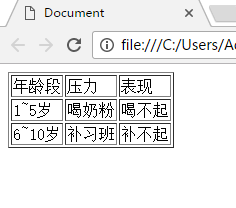 Document
file:///C:/Users/Ac
年龄段 压力 表现
1~5岁 喝奶粉 喝不起
6~10岁 补习班 补不起